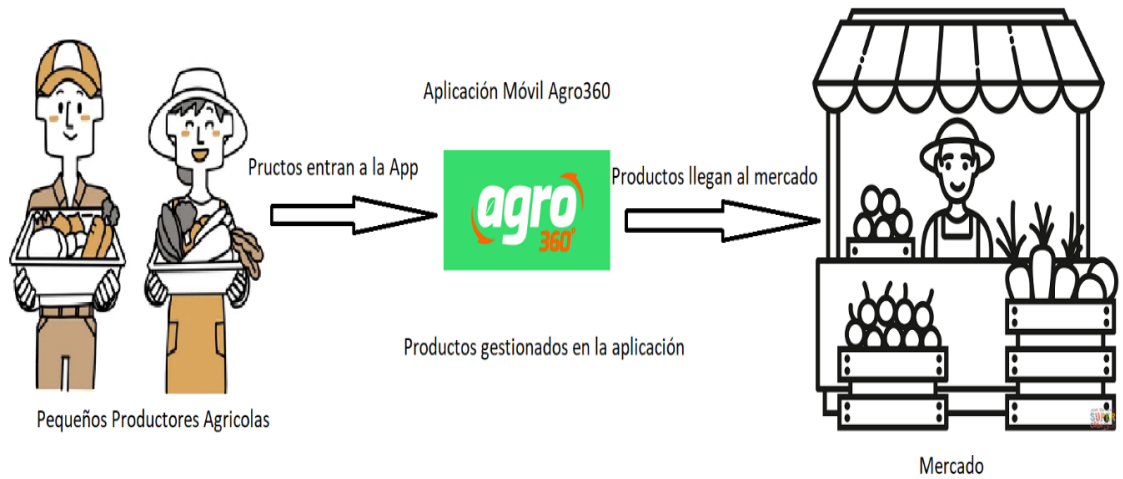 Aplicación Móvil Agro360
Pructos entran a la App
agro
360°
Productos llegan al mercado
Productos gestionados en la aplicación
Pequeños Productores Agricolas
Mercado